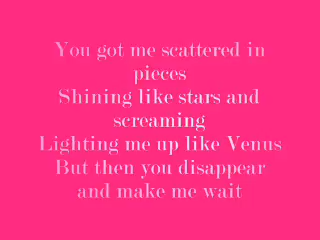 You got me scattered in
pieces
Shining like stars and
screaming
Lighting me up like Venus
But then you disappear
and make me wait